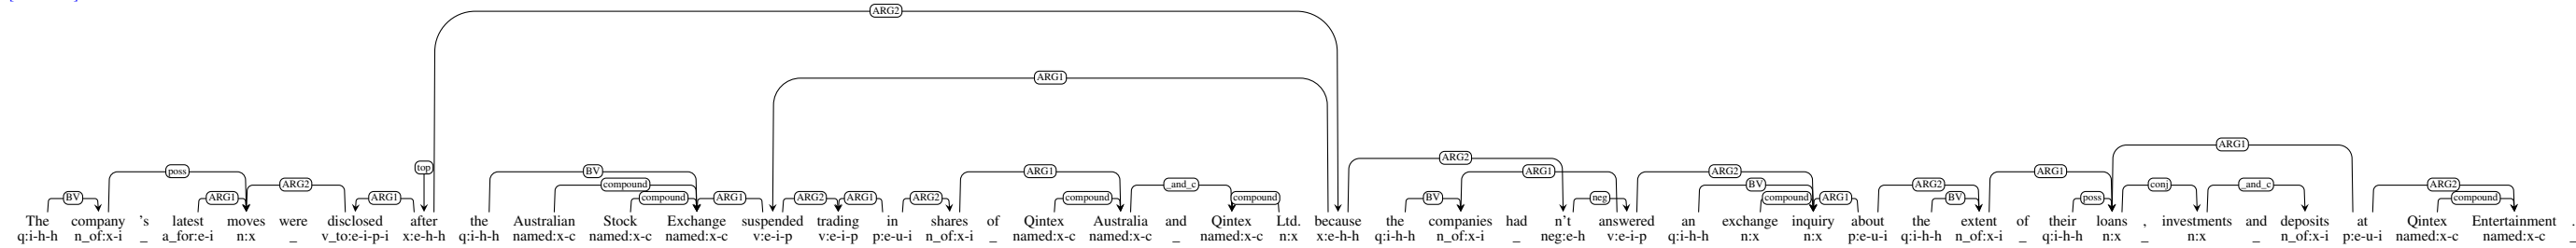 ARG2
ARG1
ARG1
ARG2
poss top BV ARG1 ARG1 ARG2 ARG1
ARG2 compound _and_c BV ARG2 conj _and_c ARG2
BV ARG1 ARG1 compound ARG1 ARG2 ARG1 ARG2 compound compound BV neg compound ARG1 BV poss compound
The company 's latest moves were disclosed after the Australian Stock Exchange suspended trading in shares of Qintex Australia and Qintex Ltd. because the companies had n't answered an exchange inquiry about the extent of their loans , investments and deposits at Qintex Entertainment
q:i-h-h n_of:x-i _ a_for:e-i n:x _ v_to:e-i-p-i x:e-h-h q:i-h-h named:x-c named:x-c named:x-c v:e-i-p v:e-i-p p:e-u-i n_of:x-i _ named:x-c named:x-c _ named:x-c n:x x:e-h-h q:i-h-h n_of:x-i _ neg:e-h v:e-i-p q:i-h-h n:x n:x p:e-u-i q:i-h-h n_of:x-i _ q:i-h-h n:x _ n:x _ n_of:x-i p:e-u-i named:x-c named:x-c